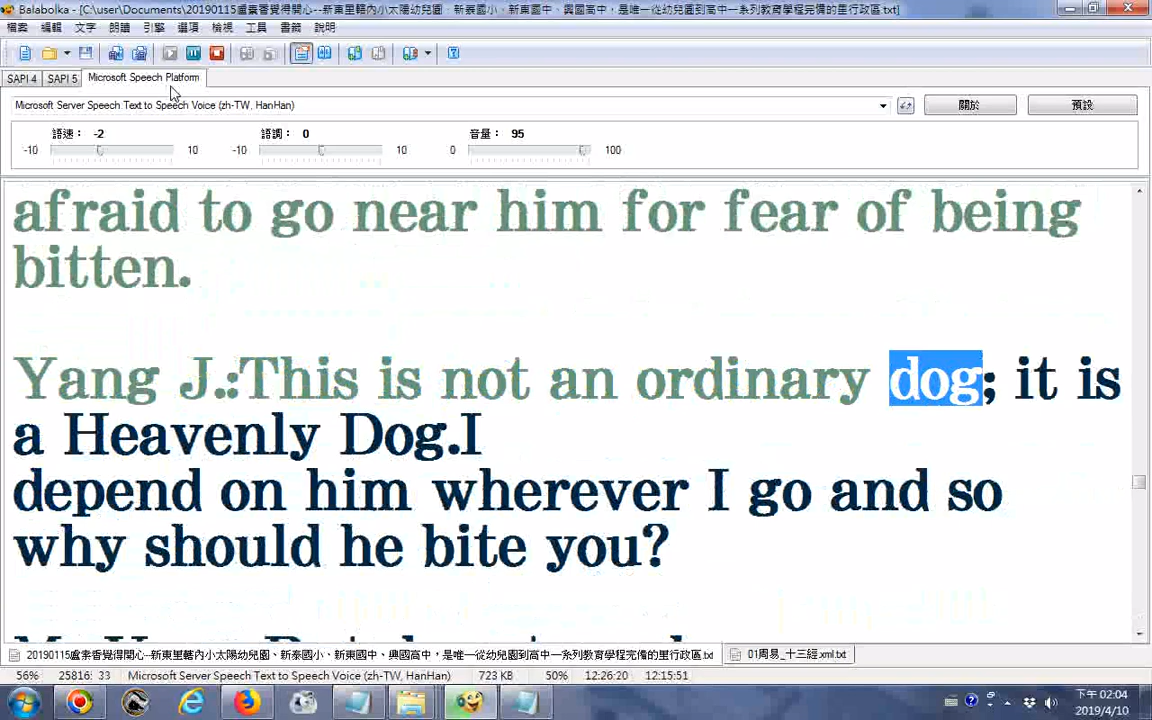 Balabolka - [C:\user\Documents\20190115盧素香覺得開心--新東里轄內小太陽幼兒園、新泰國小、新東國中、興國高中，是唯一從幼兒園到高中一系列教育學程完備的里行政區.txt]
檔案 編輯 文字 朗讀 引擎 選項 檢視 工具 書籤 說明
SAPI 4 SAPI 5 Microsoft Speech Platform
Microsoft Server Speech Text to Speech Voice (zh-TW, HanHan) 關於 預設
語速： -2 語調： 0 音量： 95
-10 10 -10 10 0 100
afraid to go near him for fear of being
bitten.
Yang J.:This is not an ordinary dog; it is
a Heavenly Dog.I
depend on him wherever I go and so
why should he bite you?
20190115盧素香覺得開心--新東里轄內小太陽幼兒園、新泰國小、新東國中、興國高中，是唯一從幼兒園到高中一系列教育學程完備的里行政區.txt 01周易_十三經.xml.txt
56% 25816: 33 Microsoft Server Speech Text to Speech Voice (zh-TW, HanHan) 723 KB 50% 12:26:20 12:15:51
下午 02:04
2019/4/10